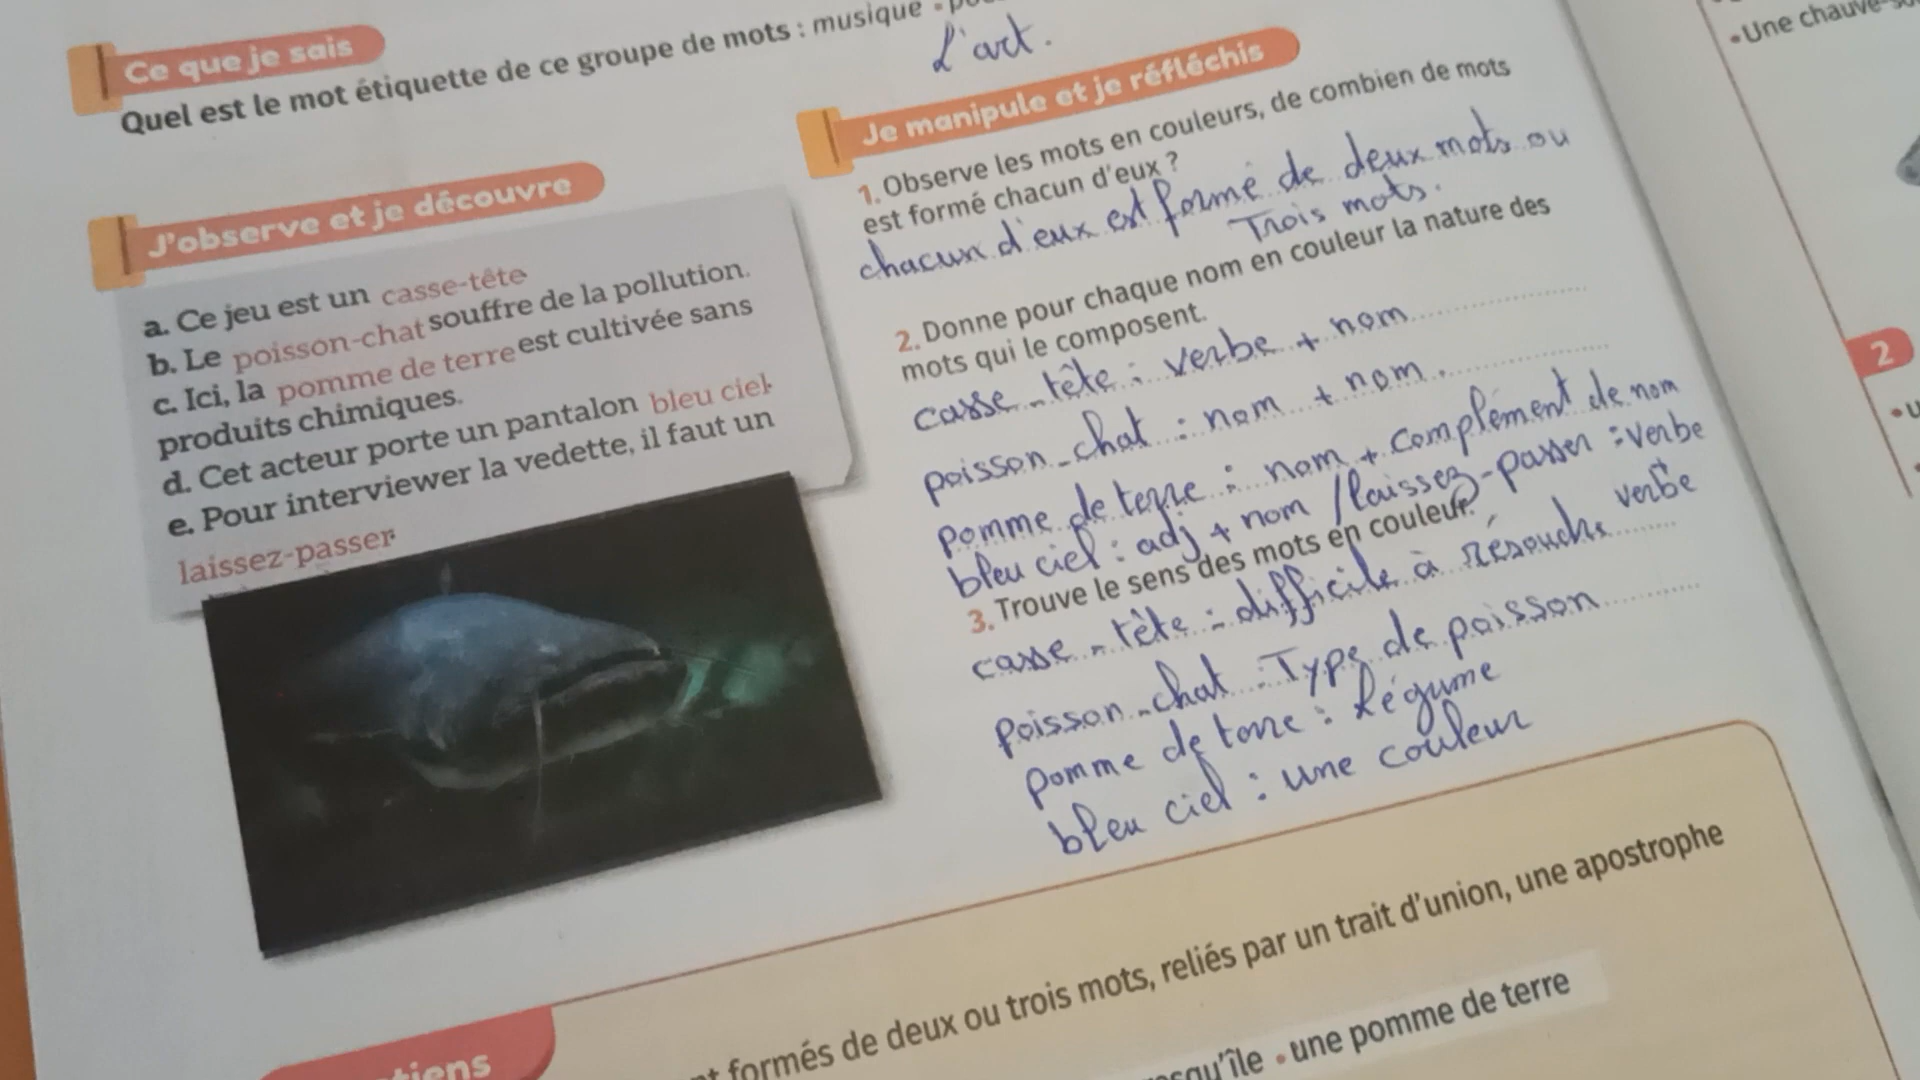 Ce que je sais
Quel est le mot étiquette de ce groupe de mots : musique •
L'art.
J'observe et je découvre
a. Ce jeu est un casse-tête
b. Le poisson-chat souffre de la pollution.
c. Ici, la pomme de terre est cultivée sans
produits chimiques.
d. Cet acteur porte un pantalon bleu ciel
e. Pour interviewer la vedette, il faut un
laissez-passer
Je manipule et je réfléchis
1. Observe les mots en couleurs, de combien de mots
est formé chacun d'eux ?
chacun d'eux est formé de deux mots ou
Trois mots.
2. Donne pour chaque nom en couleur la nature des
mots qui le composent.
casse-tête : verbe + nom
poisson-chat : nom + nom.
pomme de terre : nom + complément de nom
bleu ciel : adj + nom / laissez-passer : verbe
verbe
3. Trouve le sens des mots en couleur.
casse-tête : difficile à résoudre
poisson-chat : Type de poisson
pomme de terre : légume
bleu ciel : une couleur
tiens
formés de deux ou trois mots, reliés par un trait d'union, une apostrophe
squ'île • une pomme de terre
• Une chauve-
2